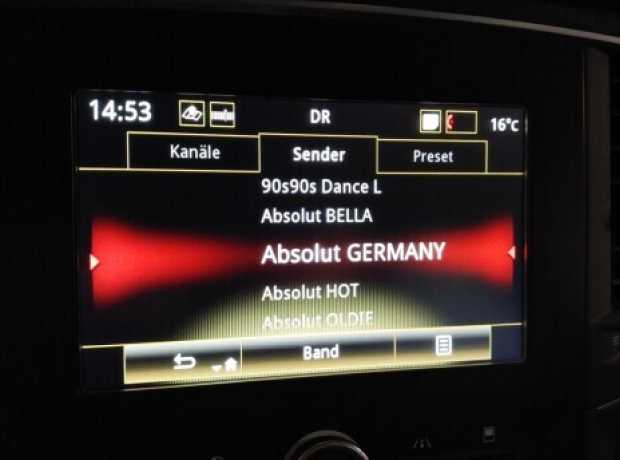 14:53 DR 16°C
Kanäle Sender Preset
90s90s Dance L
Absolut BELLA
Absolut GERMANY
Absolut HOT
Absolut OLDIE
Band